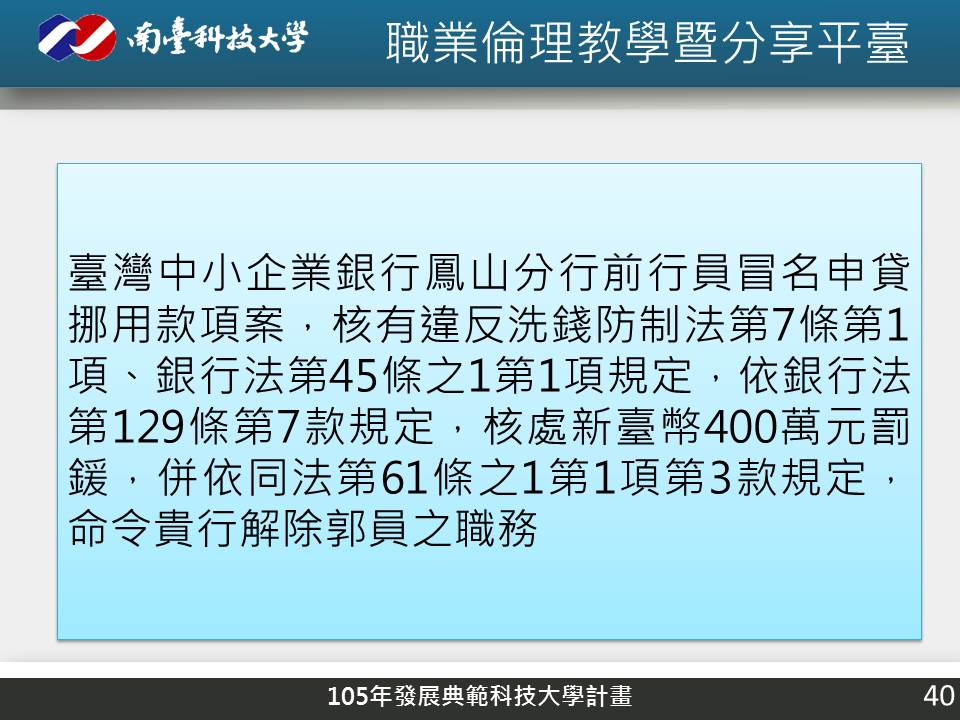 南臺科技大學
職業倫理教學暨分享平臺
臺灣中小企業銀行鳳山分行前行員冒名申貸
挪用款項案，核有違反洗錢防制法第7條第1
項、銀行法第45條之1第1項規定，依銀行法
第129條第7款規定，核處新臺幣400萬元罰
鍰，併依同法第61條之1第1項第3款規定，
命令貴行解除郭員之職務
105年發展典範科技大學計畫
40